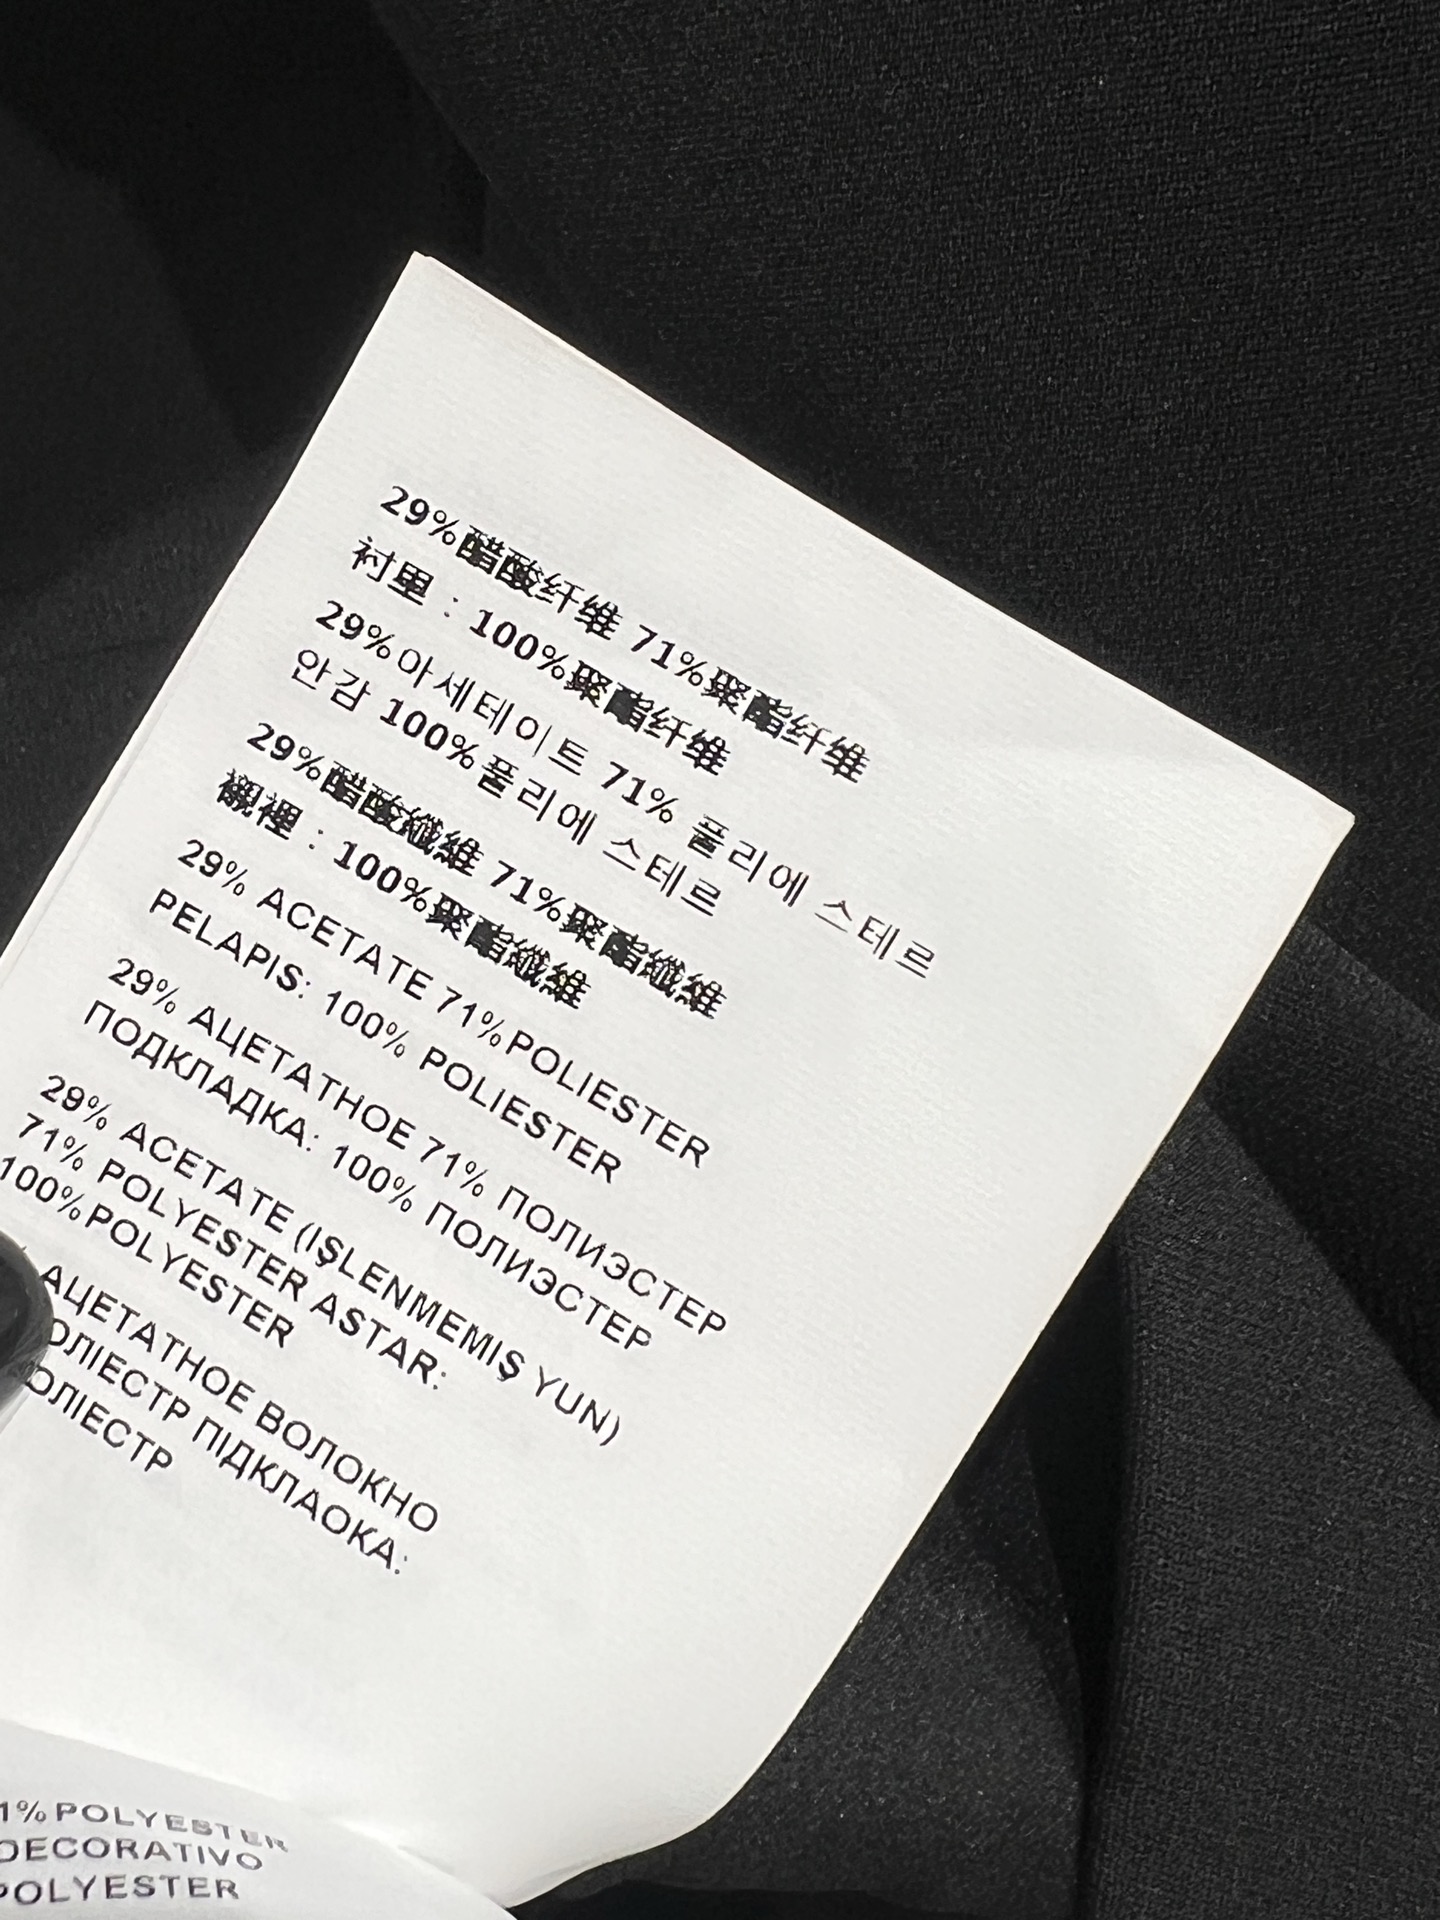 29%醋酸纤维 71%聚酯纤维
衬里：100%聚酯纤维
29%아세테이트 71% 폴리에 스테르
안감 100%폴리에 스테르
29%醋酸纖維 71%聚酯纖維
襯裡：100%聚酯纖維
29% ACETATE 71%POLIESTER
PELAPIS: 100% POLIESTER
29% АЦЕТАТНОЕ 71% ПОЛИЭСТЕР
ПОДКЛАДКА: 100% ПОЛИЭСТЕР
29% ACETATE (IŞLENMEMIŞ YUN)
71% POLYESTER ASTAR:
100%POLYESTER
АЦЕТАТНОЕ ВОЛОКНО
ОЛІЕСТР ПІДКЛАОКА:
ОЛІЕСТР
1%POLYESTER
DECORATIVO
POLYESTER